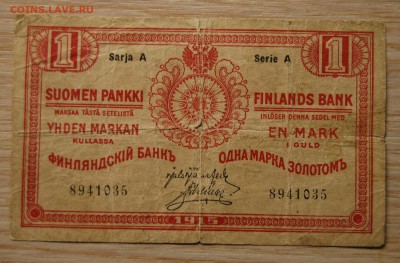 COINS.LAVE.RU
1 Sarja A Serie A 1
SUOMEN PANKKI FINLANDS BANK
MAKSAA TÄSTÄ SETELISTÄ INLÖSER DENNA SEDEL MED
YHDEN MARKAN EN MARK
KULLASSA I GULD
ФИНЛЯНДСКІЙ БАНКЪ ОДНА МАРКА ЗОЛОТОМЪ
8941035 8941035
1915